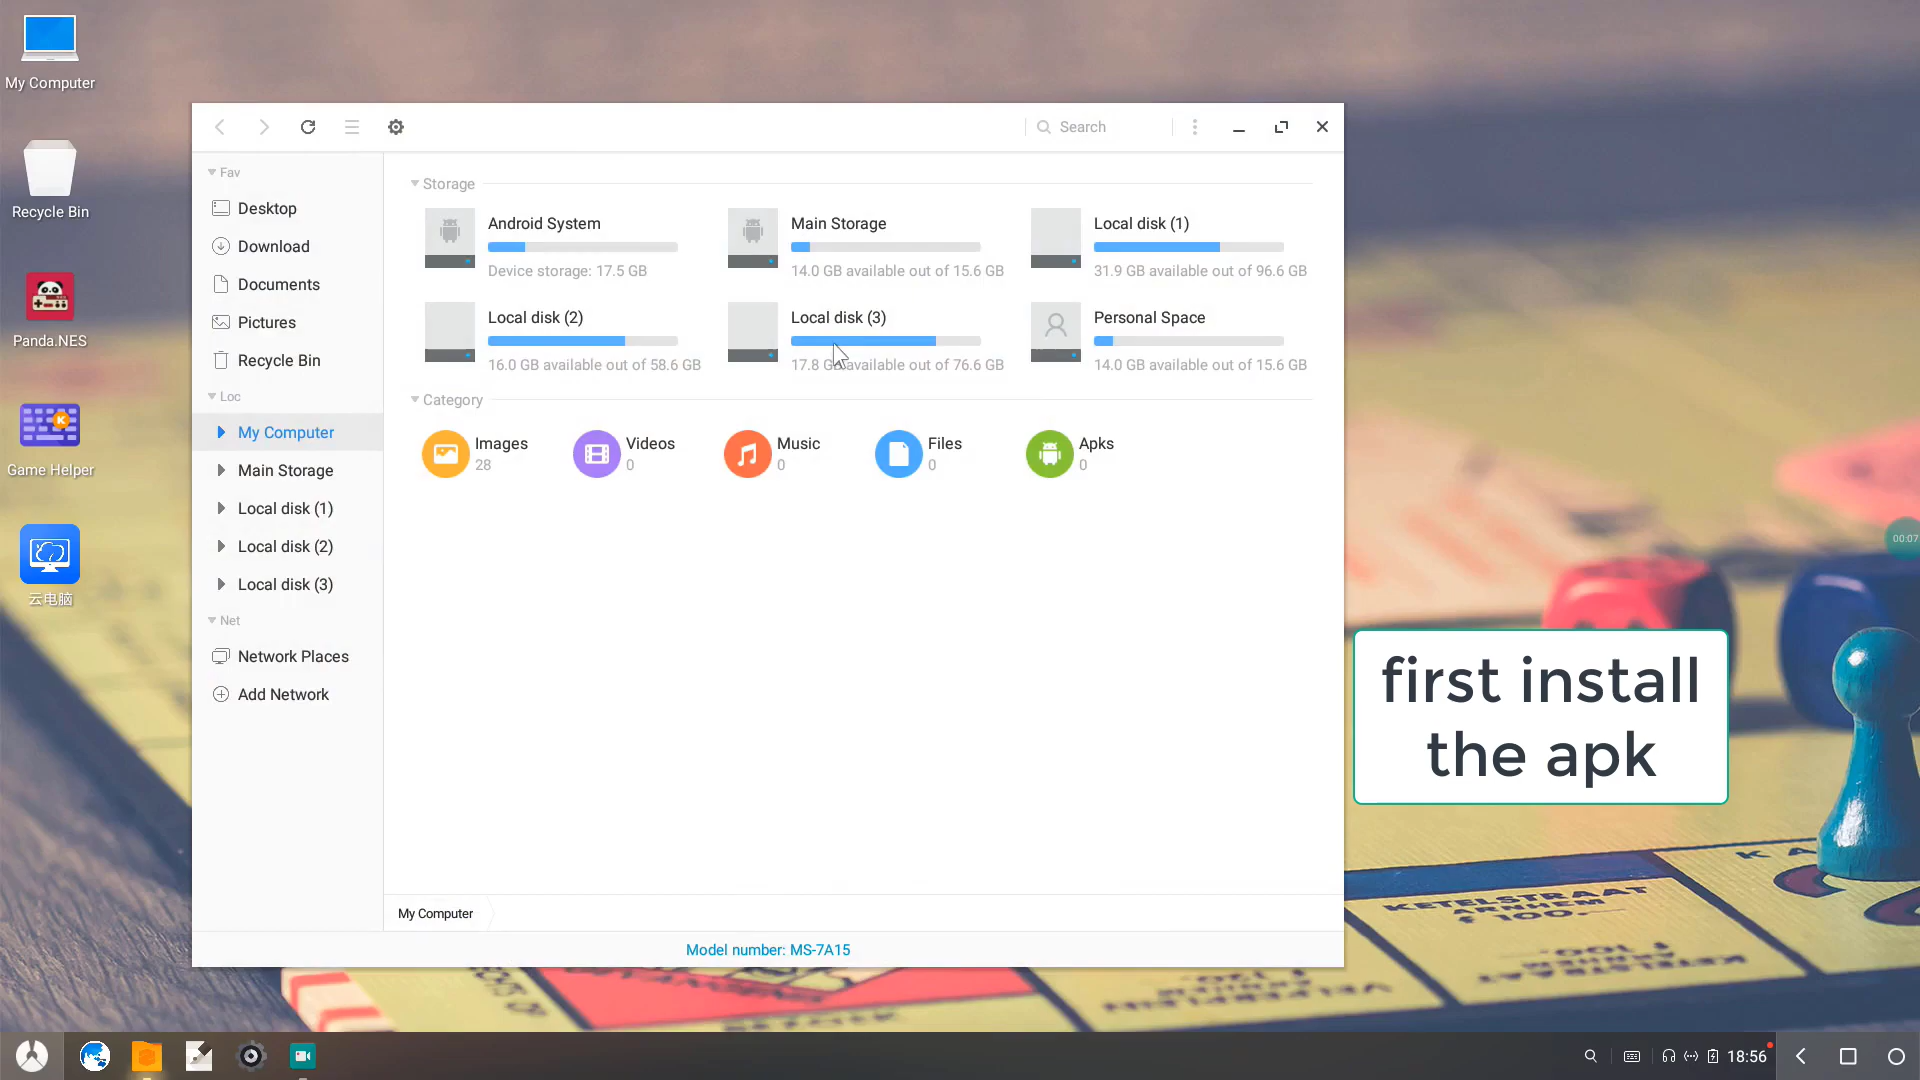 My Computer
Recycle Bin
Panda.NES
Game Helper
云电脑
Search
Fav
Desktop
Download
Documents
Pictures
Recycle Bin
Loc
My Computer
Main Storage
Local disk (1)
Local disk (2)
Local disk (3)
Net
Network Places
Add Network
Storage
Android System
Device storage: 17.5 GB
Main Storage
14.0 GB available out of 15.6 GB
Local disk (1)
31.9 GB available out of 96.6 GB
Local disk (2)
16.0 GB available out of 58.6 GB
Local disk (3)
17.8 GB available out of 76.6 GB
Personal Space
14.0 GB available out of 15.6 GB
Category
Images
28
Videos
0
Music
0
Files
0
Apks
0
My Computer
Model number: MS-7A15
00:07
first install
the apk
KETELSTRAAT
ARNHEM
18:56